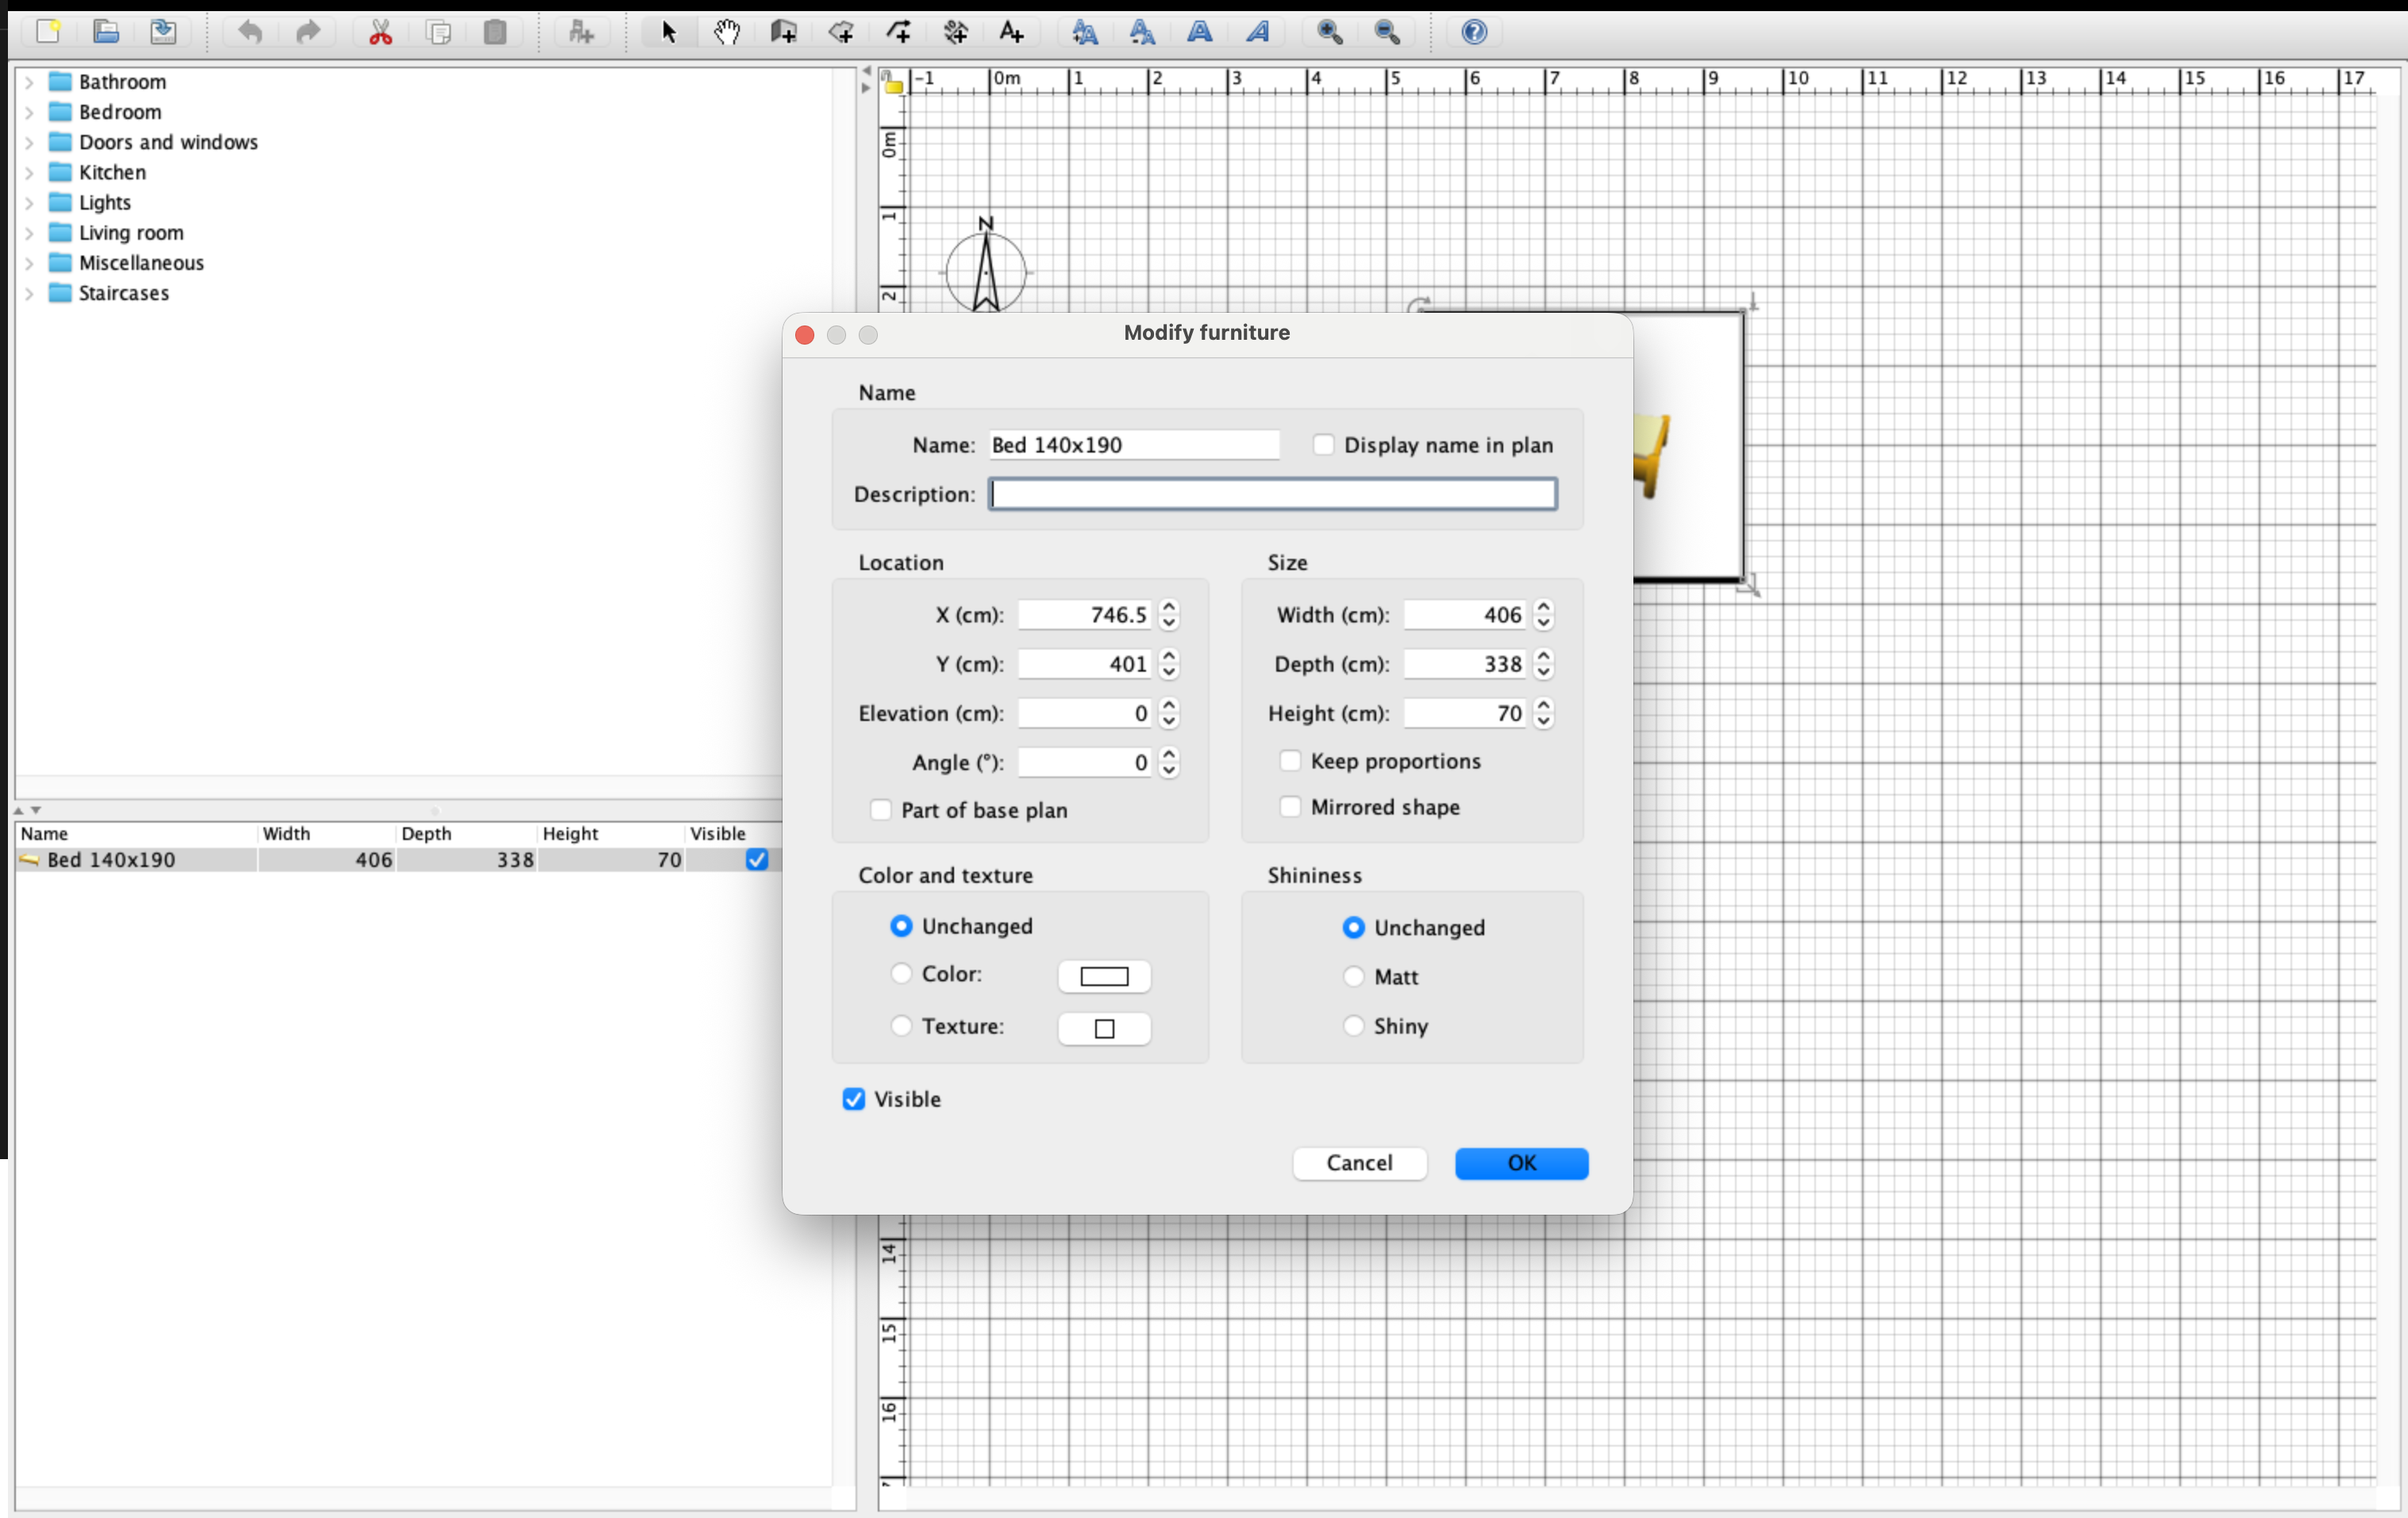 Bathroom
Bedroom
Doors and windows
Kitchen
Lights
Living room
Miscellaneous
Staircases
Name Width Depth Height Visible
Bed 140x190 406 338 70
-1 0m 1 2 3 4 5 6 7 8 9 10 11 12 13 14 15 16 17
0m
1
2
N
14
15
16
Modify furniture
Name
Name: Bed 140x190 Display name in plan
Description:
Location
X (cm): 746.5
Y (cm): 401
Elevation (cm): 0
Angle (°): 0
Part of base plan
Size
Width (cm): 406
Depth (cm): 338
Height (cm): 70
Keep proportions
Mirrored shape
Color and texture
Unchanged
Color:
Texture:
Shininess
Unchanged
Matt
Shiny
Visible
Cancel OK